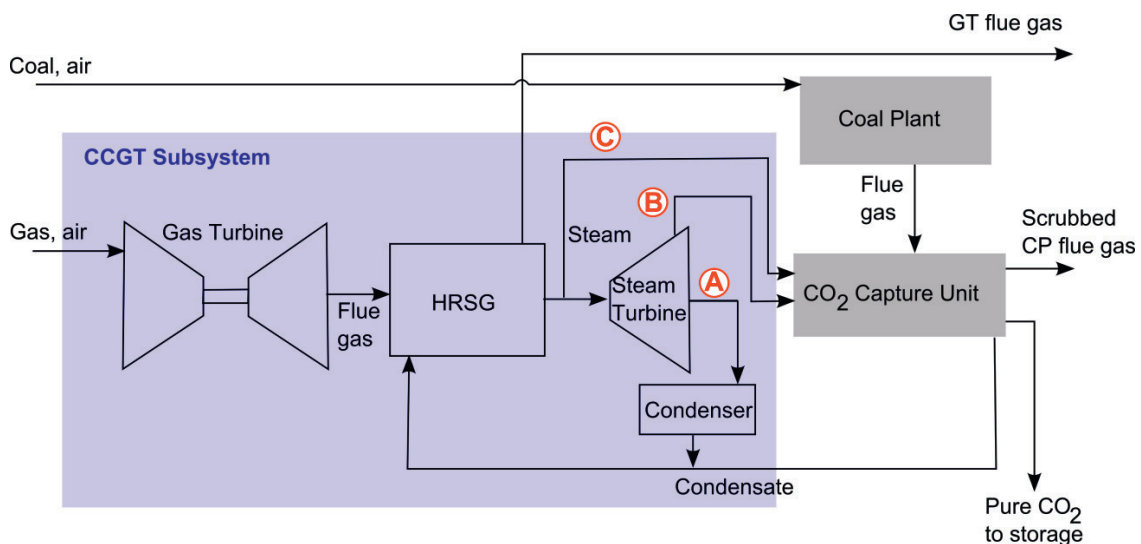 GT flue gas
Coal, air
Coal Plant
CCGT Subsystem
C
Flue
gas
B
Gas, air
Gas Turbine
Steam
Scrubbed
CP flue gas
A
HRSG
Steam
Turbine
CO2 Capture Unit
Flue
gas
Condenser
Condensate
Pure CO2
to storage